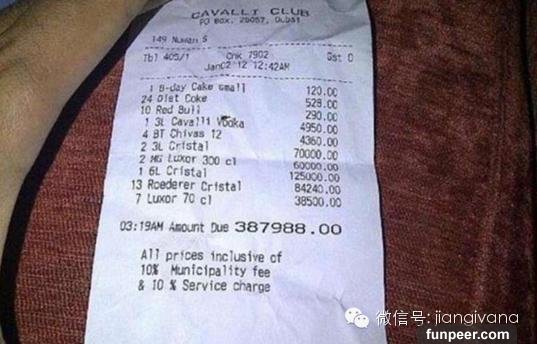 CAVALLI CLUB
PO BOX. 26057, DUBAI
149 Numan S
Tbl 405/1 Chk 7902 Gst 0
Jan02'12 12:42AM
1 B-day Cake small 120.00
24 Diet Coke 528.00
10 Red Bull 290.00
1 3L Cavalli Vodka 4950.00
4 BT Chivas 12 4360.00
2 3L Cristal 70000.00
2 MG Luxor 300 cl 60000.00
1 6L Cristal 125000.00
13 Roederer Cristal 84240.00
7 Luxor 70 cl 38500.00
03:19AM Amount Due 387988.00
All prices inclusive of
10% Municipality fee
& 10 % Service charge
微信号: jiangivana
funpeer.com